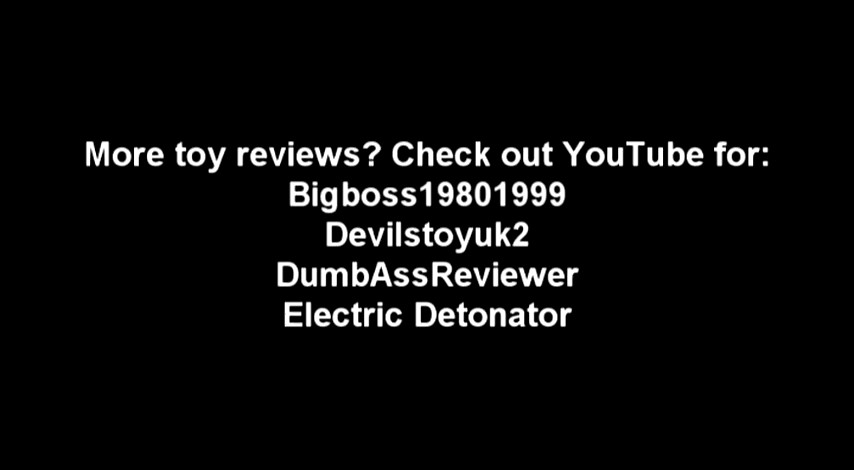 More toy reviews? Check out YouTube for:
Bigboss19801999
Devilstoyuk2
DumbAssReviewer
Electric Detonator